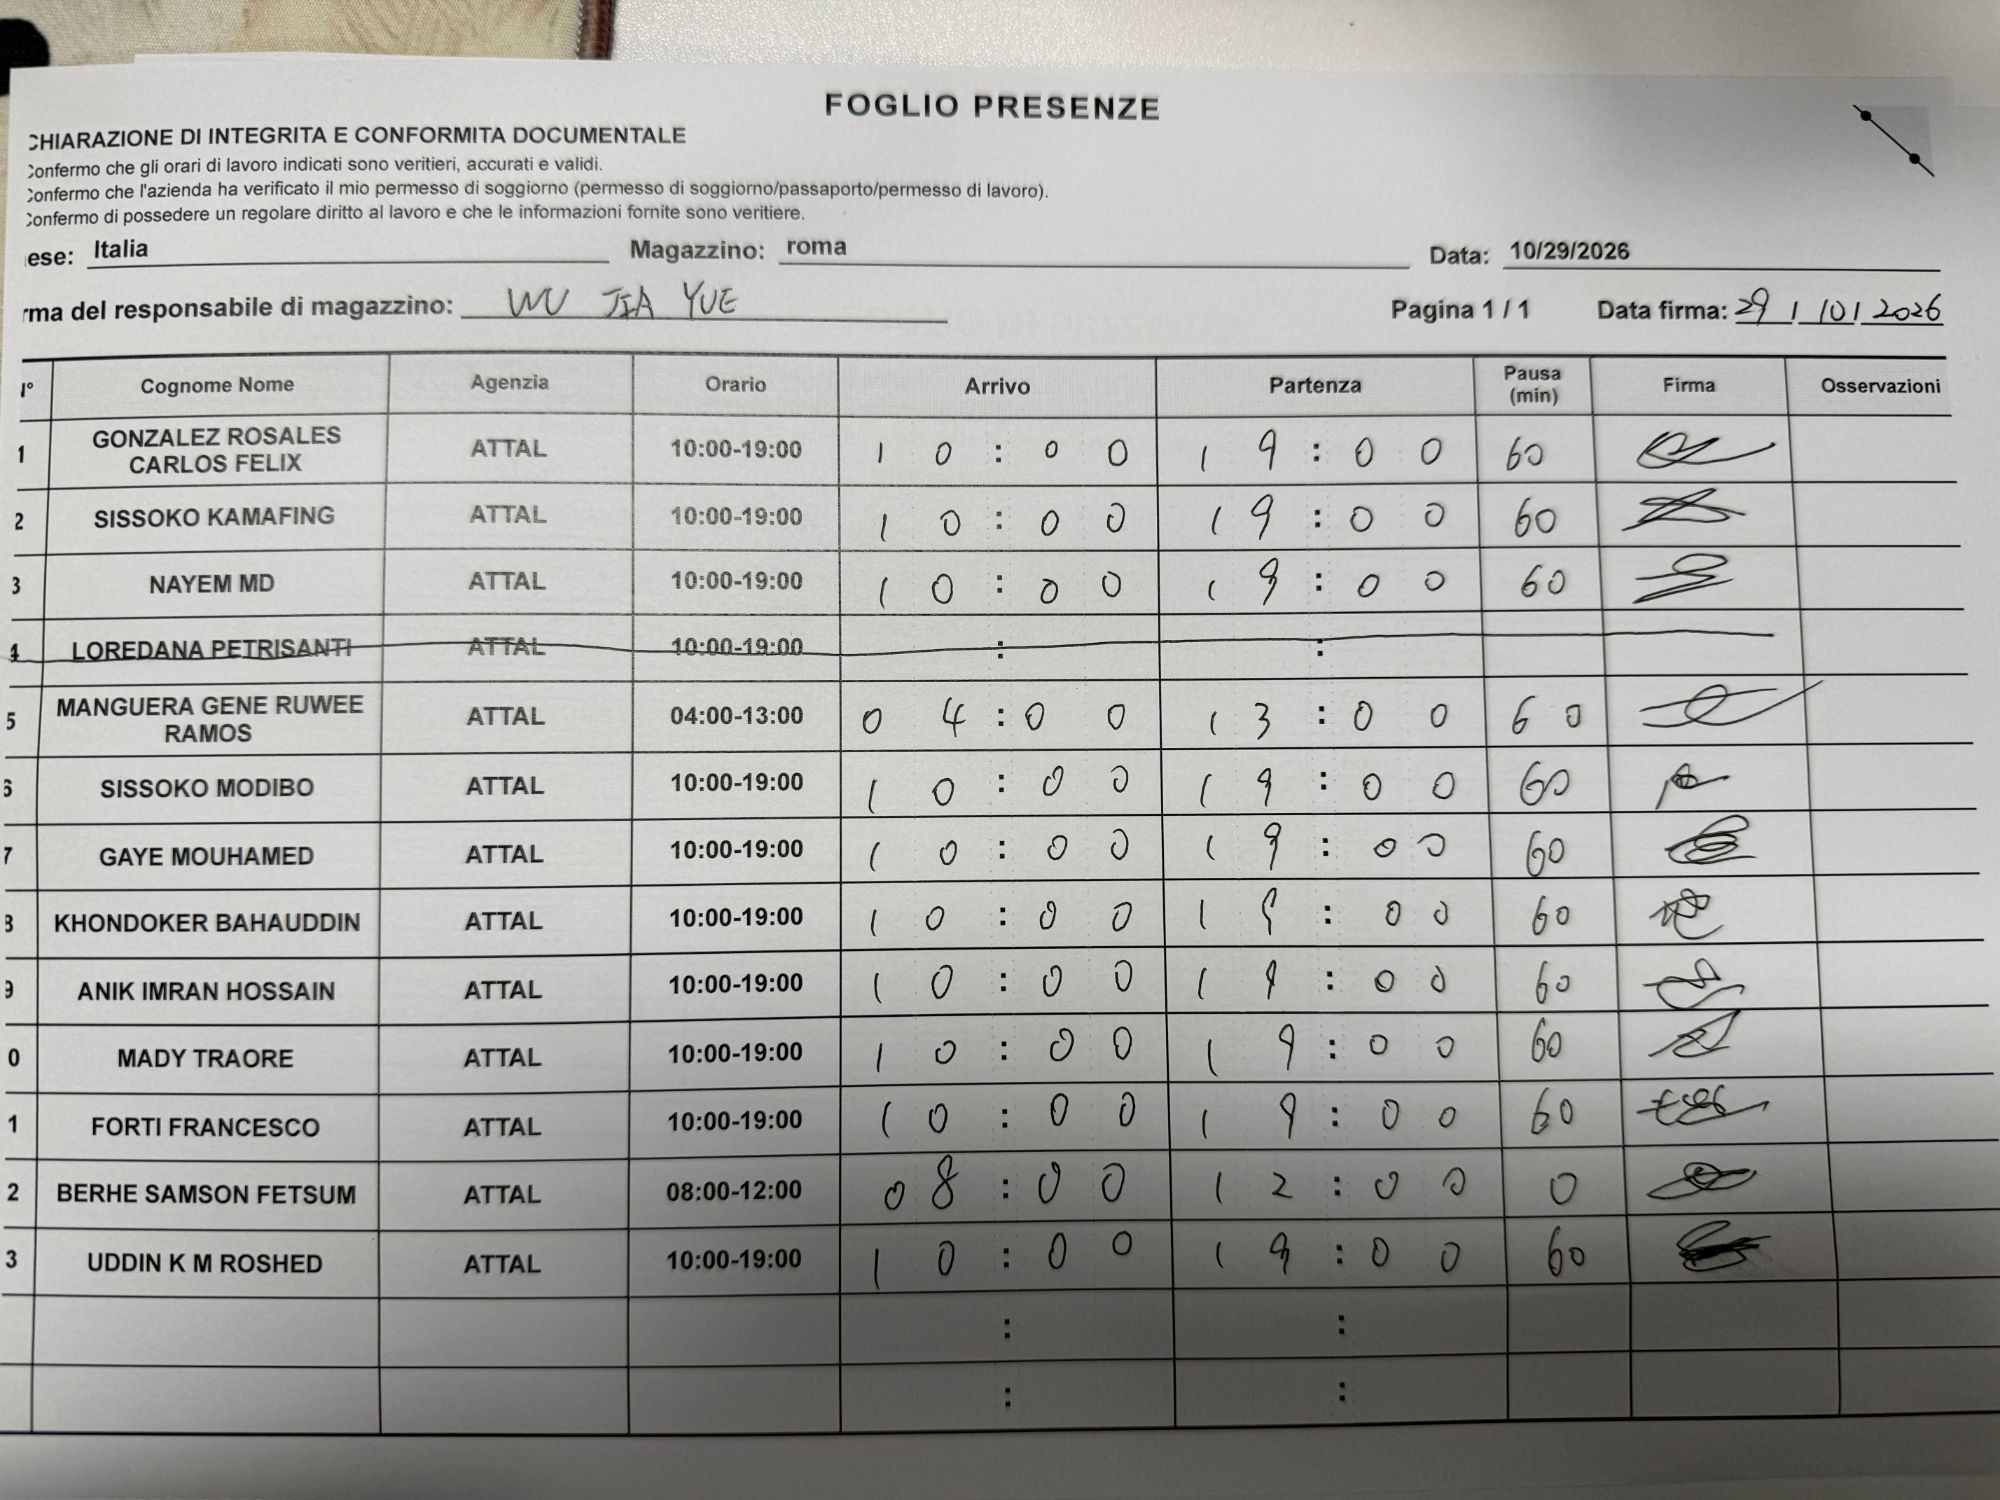 FOGLIO PRESENZE
CHIARAZIONE DI INTEGRITA E CONFORMITA DOCUMENTALE
Confermo che gli orari di lavoro indicati sono veritieri, accurati e validi.
Confermo che l'azienda ha verificato il mio permesso di soggiorno (permesso di soggiorno/passaporto/permesso di lavoro).
Confermo di possedere un regolare diritto al lavoro e che le informazioni fornite sono veritiere.
ese: Italia Magazzino: roma Data: 10/29/2026
rma del responsabile di magazzino: WU JIA YUE Pagina 1 / 1 Data firma: 29 / 10 / 2026
N° Cognome Nome Agenzia Orario Arrivo Partenza Pausa (min) Firma Osservazioni
1 GONZALEZ ROSALES CARLOS FELIX ATTAL 10:00-19:00 10:00 19:00 60
2 SISSOKO KAMAFING ATTAL 10:00-19:00 10:00 19:00 60
3 NAYEM MD ATTAL 10:00-19:00 10:00 19:00 60
4 LOREDANA PETRISANTI ATTAL 10:00-19:00 : :
5 MANGUERA GENE RUWEE RAMOS ATTAL 04:00-13:00 04:00 13:00 60
6 SISSOKO MODIBO ATTAL 10:00-19:00 10:00 19:00 60
7 GAYE MOUHAMED ATTAL 10:00-19:00 10:00 19:00 60
8 KHONDOKER BAHAUDDIN ATTAL 10:00-19:00 10:00 19:00 60
9 ANIK IMRAN HOSSAIN ATTAL 10:00-19:00 10:00 19:00 60
0 MADY TRAORE ATTAL 10:00-19:00 10:00 19:00 60
1 FORTI FRANCESCO ATTAL 10:00-19:00 10:00 19:00 60
2 BERHE SAMSON FETSUM ATTAL 08:00-12:00 08:00 12:00 0
3 UDDIN K M ROSHED ATTAL 10:00-19:00 10:00 19:00 60
: :
: :